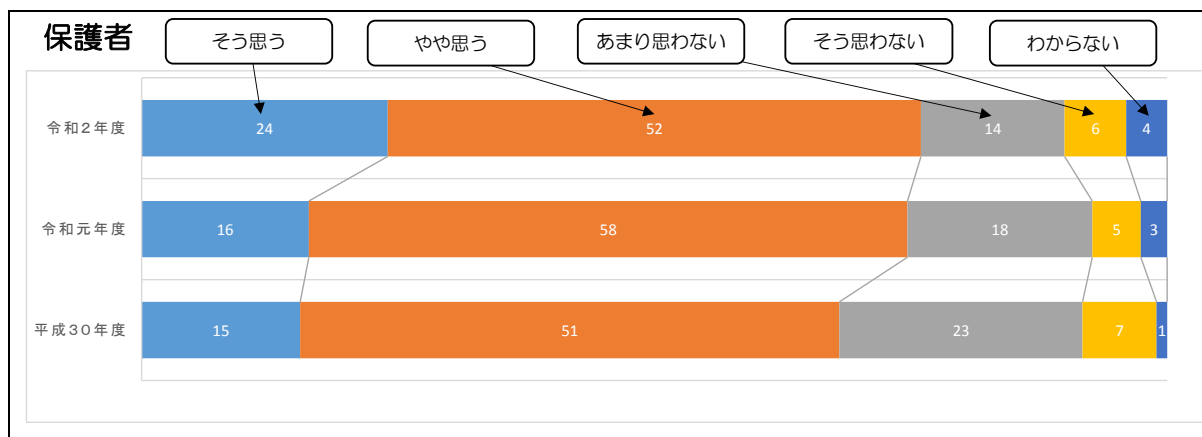 保護者
そう思う
やや思う
あまり思わない
そう思わない
わからない
令和2年度
24
52
14
6
4
令和元年度
16
58
18
5
3
平成30年度
15
51
23
7
1